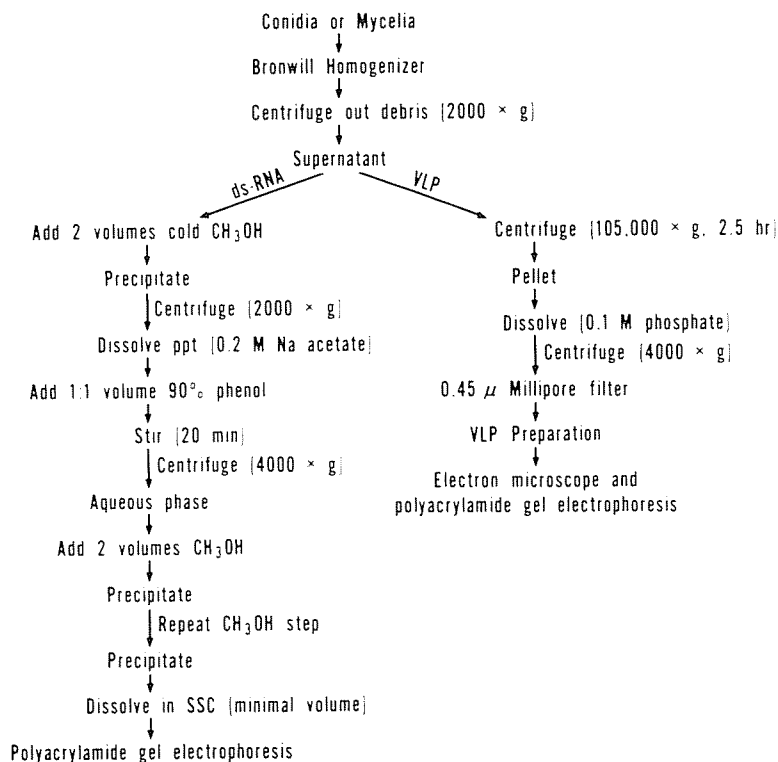 Conidia or Mycelia
Bronwill Homogenizer
Centrifuge out debris (2000 × g)
Supernatant
ds-RNA
Add 2 volumes cold CH₃OH
Precipitate
Centrifuge (2000 × g)
Dissolve ppt (0.2 M Na acetate)
Add 1:1 volume 90% phenol
Stir (20 min)
Centrifuge (4000 × g)
Aqueous phase
Add 2 volumes CH₃OH
Precipitate
Repeat CH₃OH step
Precipitate
Dissolve in SSC (minimal volume)
Polyacrylamide gel electrophoresis
VLP
Centrifuge (105,000 × g, 2.5 hr)
Pellet
Dissolve (0.1 M phosphate)
Centrifuge (4000 × g)
0.45 μ Millipore filter
VLP Preparation
Electron microscope and
polyacrylamide gel electrophoresis